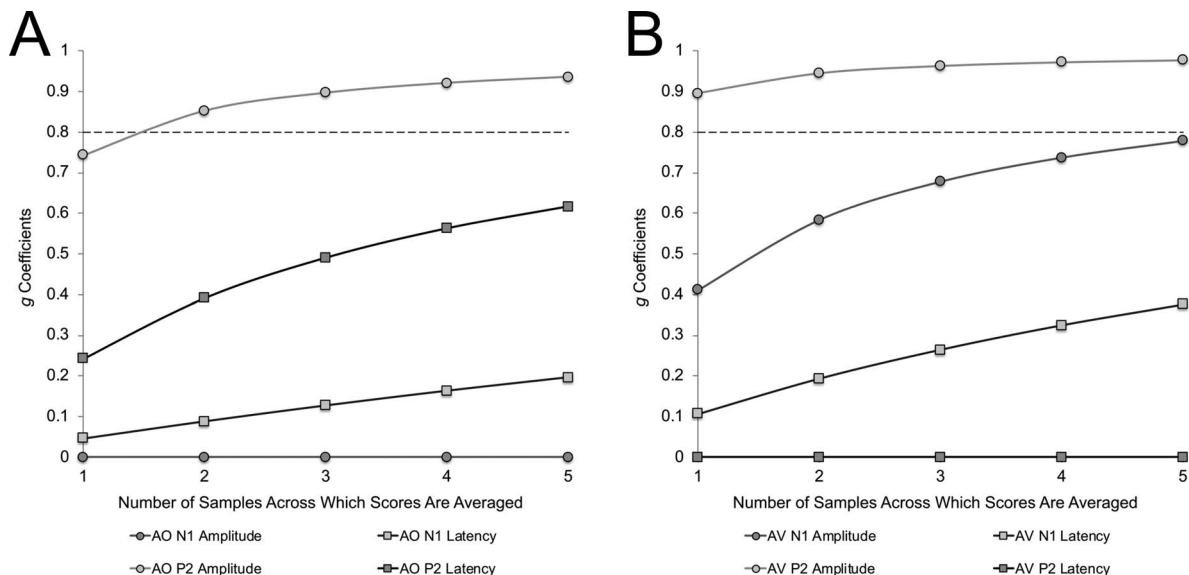 A
B
1
0.9
0.8
0.7
0.6
0.5
0.4
0.3
0.2
0.1
0
g Coefficients
1 2 3 4 5
Number of Samples Across Which Scores Are Averaged
AO N1 Amplitude AO N1 Latency
AO P2 Amplitude AO P2 Latency
1
0.9
0.8
0.7
0.6
0.5
0.4
0.3
0.2
0.1
0
g Coefficients
1 2 3 4 5
Number of Samples Across Which Scores Are Averaged
AV N1 Amplitude AV N1 Latency
AV P2 Amplitude AV P2 Latency